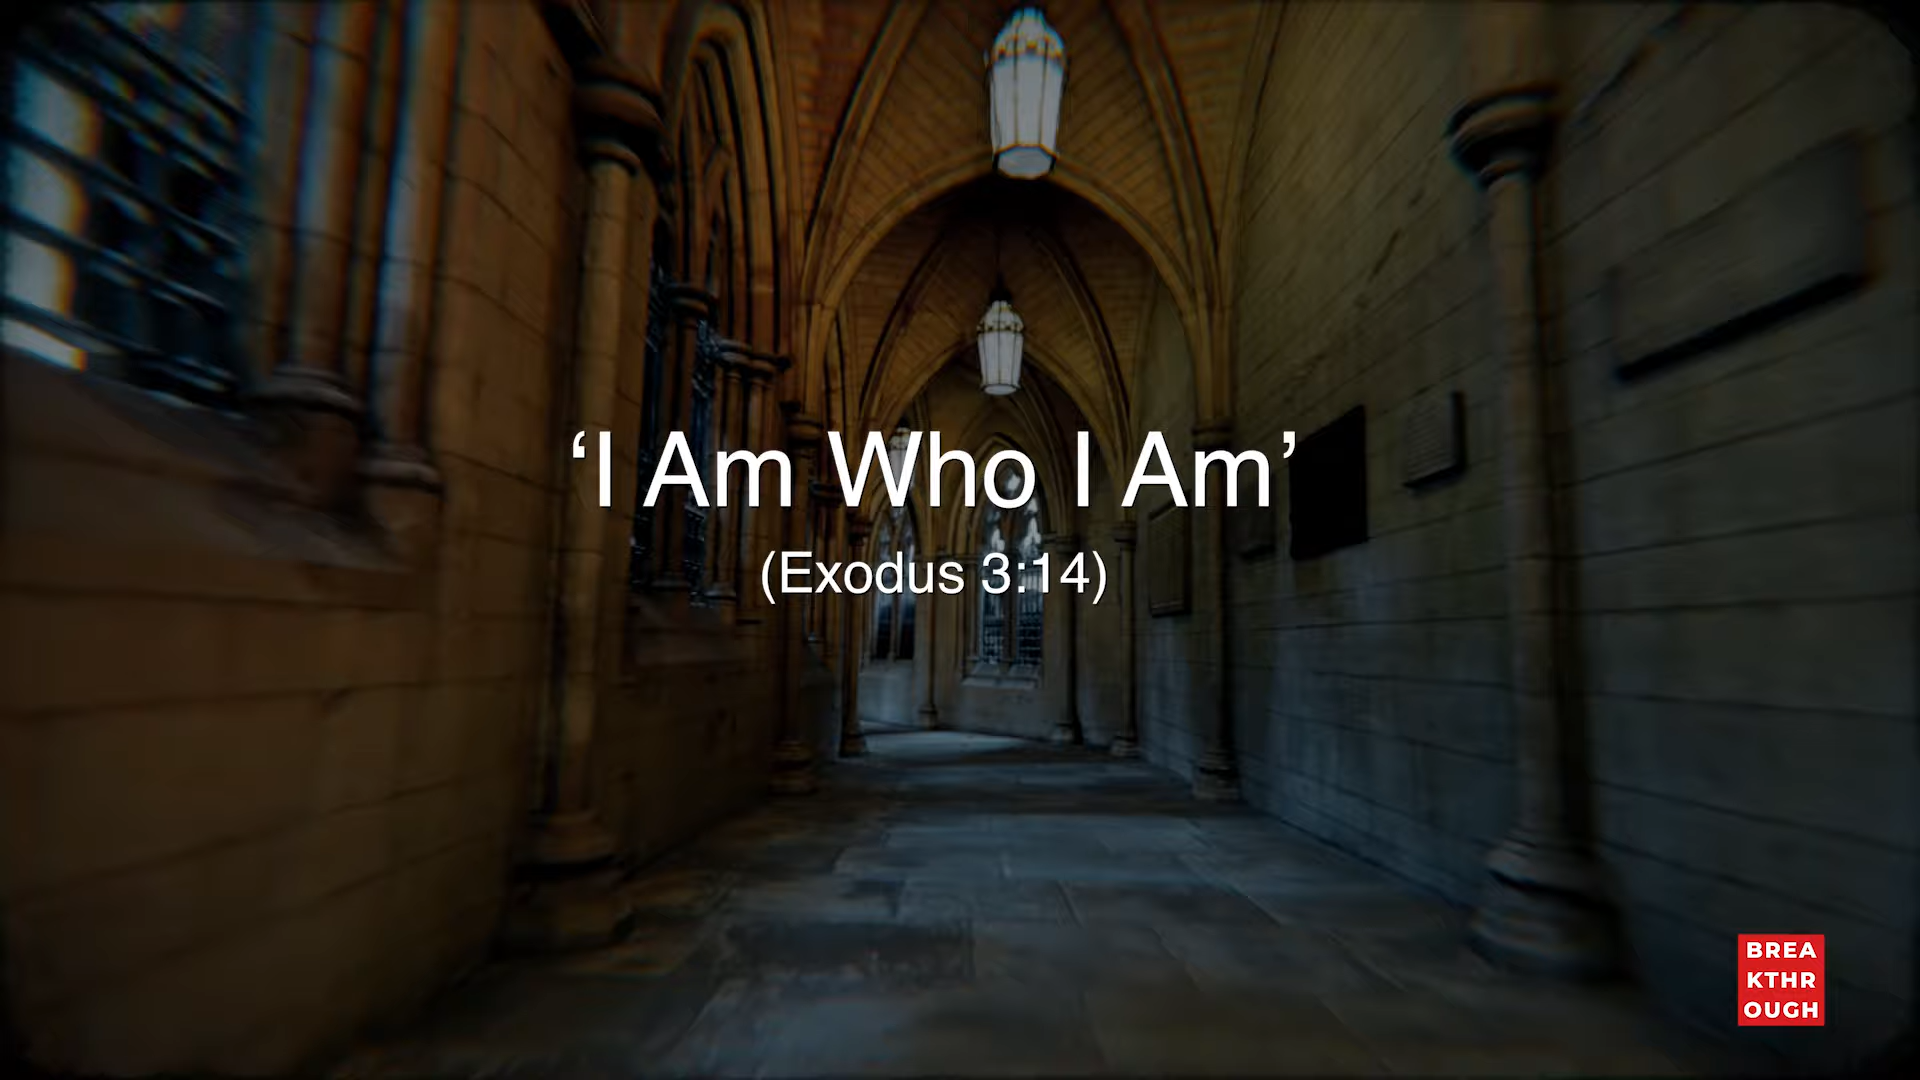 ‘I Am Who I Am’
(Exodus 3:14)
BREA
KTHR
OUGH